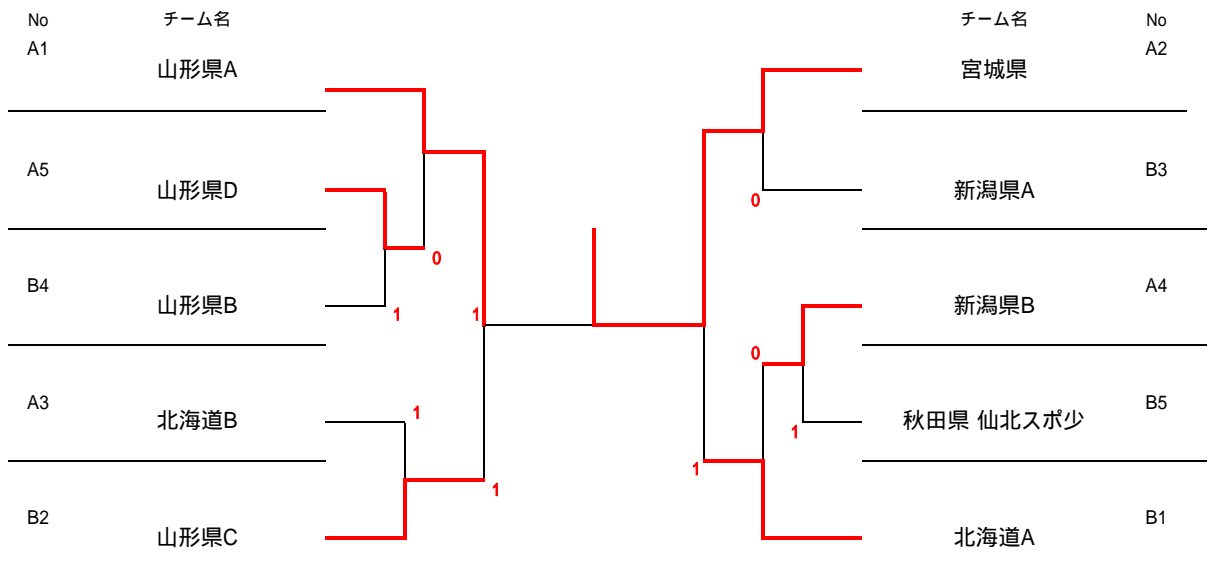 No チーム名 チーム名 No
A1 山形県A 宮城県 A2
A5 山形県D 新潟県A B3
0
0
B4 山形県B 新潟県B A4
1 1
0
A3 北海道B 秋田県 仙北スポ少 B5
1
1
1
1
B2 山形県C 北海道A B1